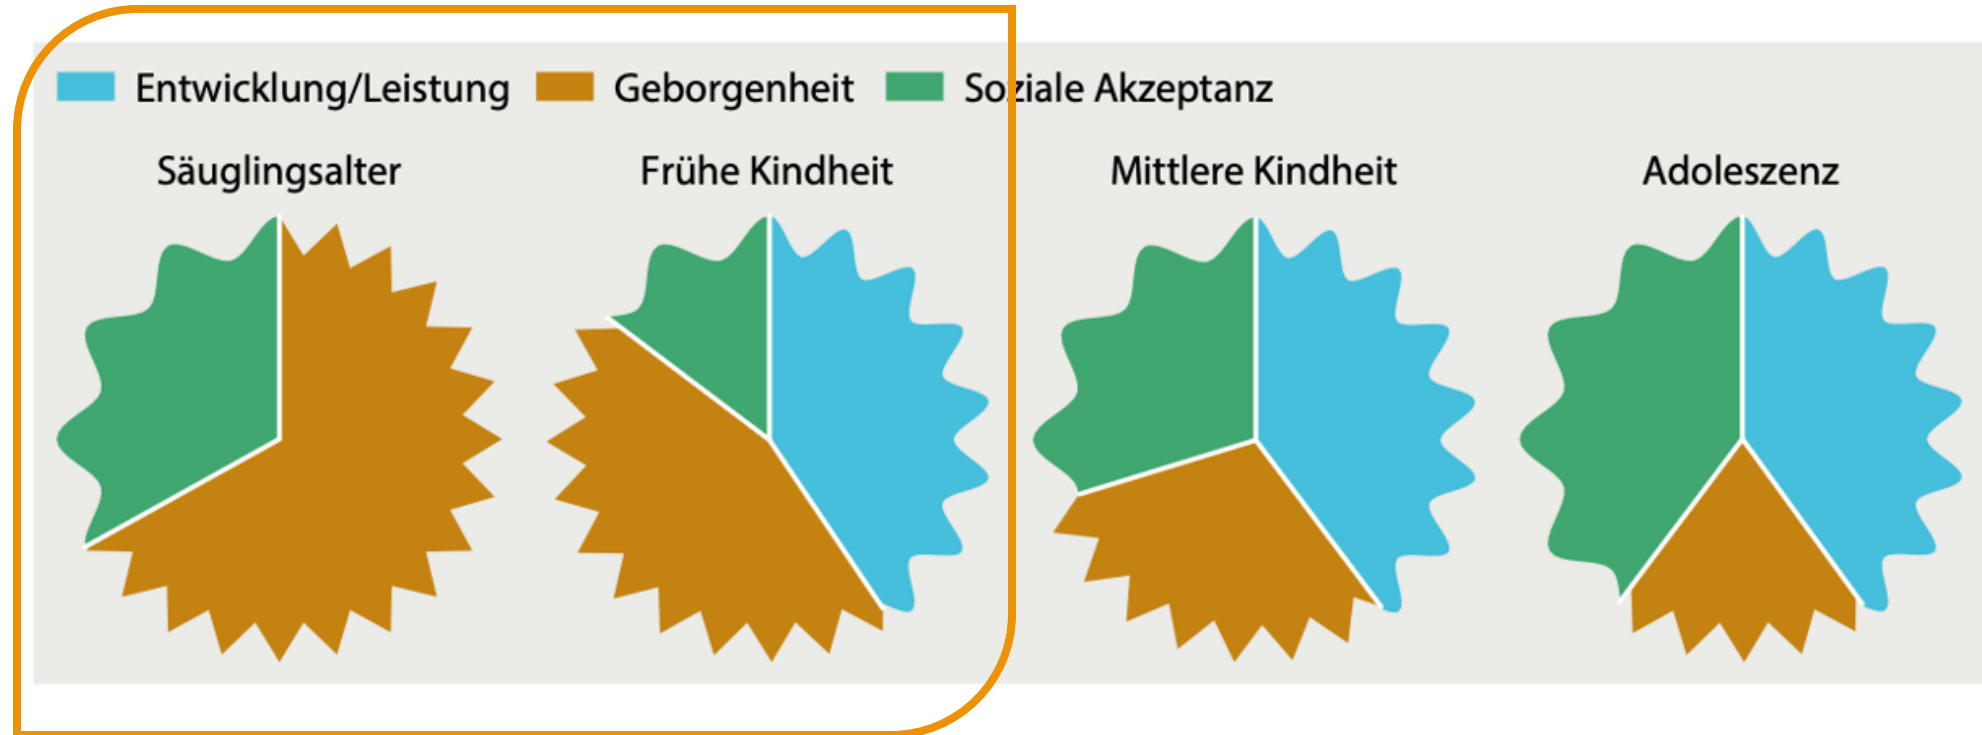 Entwicklung/Leistung Geborgenheit Soziale Akzeptanz
Säuglingsalter Frühe Kindheit Mittlere Kindheit Adoleszenz